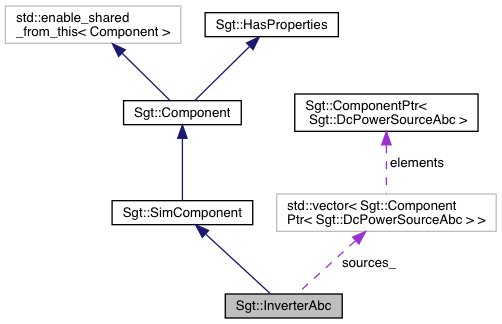 std::enable_shared
_from_this< Component >
Sgt::HasProperties
Sgt::Component
Sgt::ComponentPtr<
Sgt::DcPowerSourceAbc >
elements
Sgt::SimComponent
std::vector< Sgt::Component
Ptr< Sgt::DcPowerSourceAbc > >
sources_
Sgt::InverterAbc